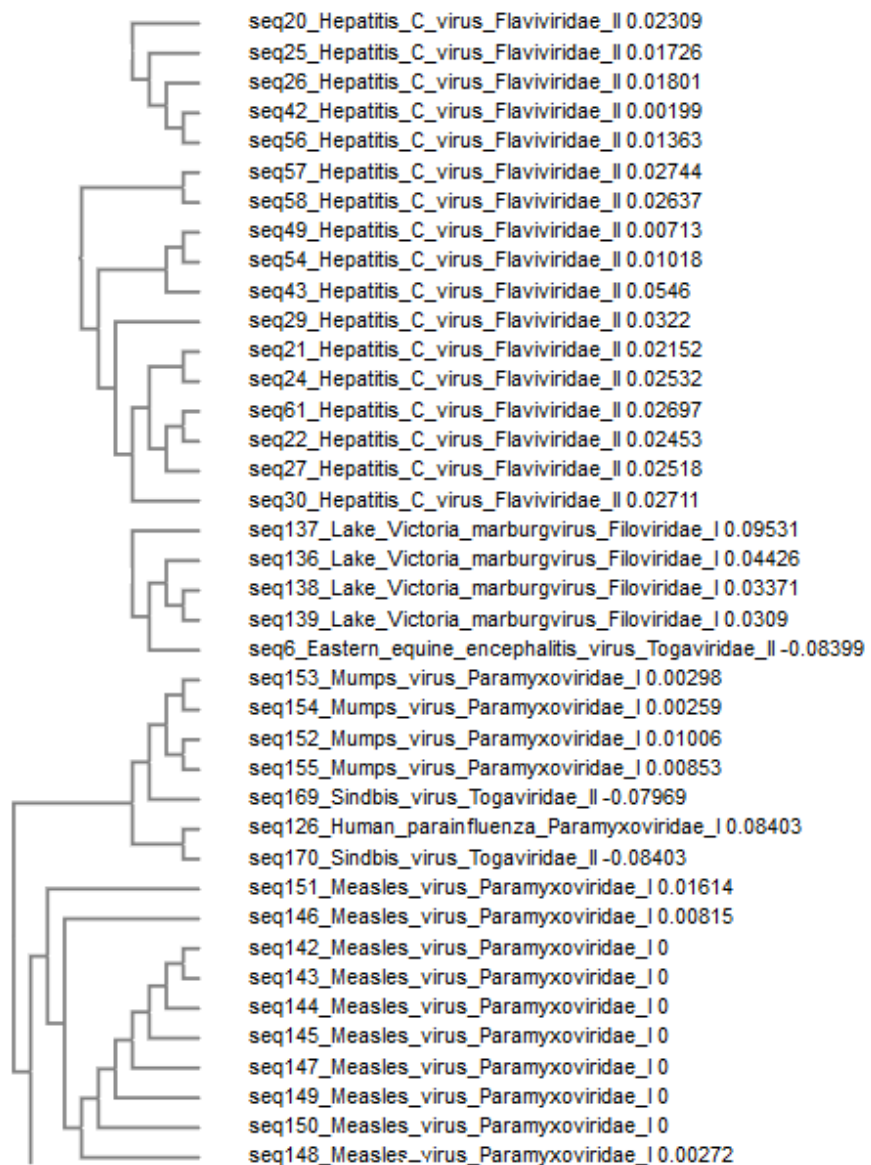 seq20_Hepatitis_C_virus_Flaviviridae_II 0.02309
seq25_Hepatitis_C_virus_Flaviviridae_II 0.01726
seq26_Hepatitis_C_virus_Flaviviridae_II 0.01801
seq42_Hepatitis_C_virus_Flaviviridae_II 0.00199
seq56_Hepatitis_C_virus_Flaviviridae_II 0.01363
seq57_Hepatitis_C_virus_Flaviviridae_II 0.02744
seq58_Hepatitis_C_virus_Flaviviridae_II 0.02637
seq49_Hepatitis_C_virus_Flaviviridae_II 0.00713
seq54_Hepatitis_C_virus_Flaviviridae_II 0.01018
seq43_Hepatitis_C_virus_Flaviviridae_II 0.0546
seq29_Hepatitis_C_virus_Flaviviridae_II 0.0322
seq21_Hepatitis_C_virus_Flaviviridae_II 0.02152
seq24_Hepatitis_C_virus_Flaviviridae_II 0.02532
seq61_Hepatitis_C_virus_Flaviviridae_II 0.02697
seq22_Hepatitis_C_virus_Flaviviridae_II 0.02453
seq27_Hepatitis_C_virus_Flaviviridae_II 0.02518
seq30_Hepatitis_C_virus_Flaviviridae_II 0.02711
seq137_Lake_Victoria_marburgvirus_Filoviridae_I 0.09531
seq136_Lake_Victoria_marburgvirus_Filoviridae_I 0.04426
seq138_Lake_Victoria_marburgvirus_Filoviridae_I 0.03371
seq139_Lake_Victoria_marburgvirus_Filoviridae_I 0.0309
seq6_Eastern_equine_encephalitis_virus_Togaviridae_II -0.08399
seq153_Mumps_virus_Paramyxoviridae_I 0.00298
seq154_Mumps_virus_Paramyxoviridae_I 0.00259
seq152_Mumps_virus_Paramyxoviridae_I 0.01006
seq155_Mumps_virus_Paramyxoviridae_I 0.00853
seq169_Sindbis_virus_Togaviridae_II -0.07969
seq126_Human_parainfluenza_Paramyxoviridae_I 0.08403
seq170_Sindbis_virus_Togaviridae_II -0.08403
seq151_Measles_virus_Paramyxoviridae_I 0.01614
seq146_Measles_virus_Paramyxoviridae_I 0.00815
seq142_Measles_virus_Paramyxoviridae_I 0
seq143_Measles_virus_Paramyxoviridae_I 0
seq144_Measles_virus_Paramyxoviridae_I 0
seq145_Measles_virus_Paramyxoviridae_I 0
seq147_Measles_virus_Paramyxoviridae_I 0
seq149_Measles_virus_Paramyxoviridae_I 0
seq150_Measles_virus_Paramyxoviridae_I 0
seq148_Measles_virus_Paramyxoviridae_I 0.00272